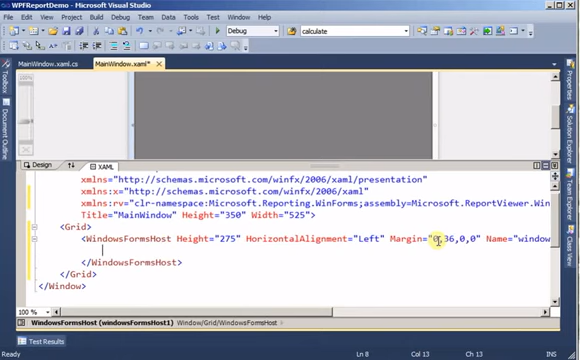 WPFReportDemo - Microsoft Visual Studio
File Edit View Project Build Debug Team Data Tools Test Window Help
Debug calculate
MainWindow.xaml.cs MainWindow.xaml*
Toolbox
Document Outline
Properties
Solution Explorer
Team Explorer
Class View
100%
Design XAML
xmlns="http://schemas.microsoft.com/winfx/2006/xaml/presentation"
xmlns:x="http://schemas.microsoft.com/winfx/2006/xaml"
xmlns:rv="clr-namespace:Microsoft.Reporting.WinForms;assembly=Microsoft.ReportViewer.Win
Title="MainWindow" Height="350" Width="525">
<Grid>
<WindowsFormsHost Height="275" HorizontalAlignment="Left" Margin="0,36,0,0" Name="window
</WindowsFormsHost>
</Grid>
</Window>
100 %
WindowsFormsHost (windowsFormsHost1) Window/Grid/WindowsFormsHost
Test Results
Ready Ln 8 Col 13 Ch 13